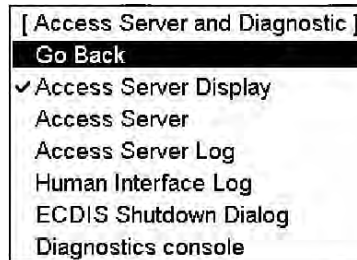 [ Access Server and Diagnostic ]
Go Back
✓ Access Server Display
Access Server
Access Server Log
Human Interface Log
ECDIS Shutdown Dialog
Diagnostics console